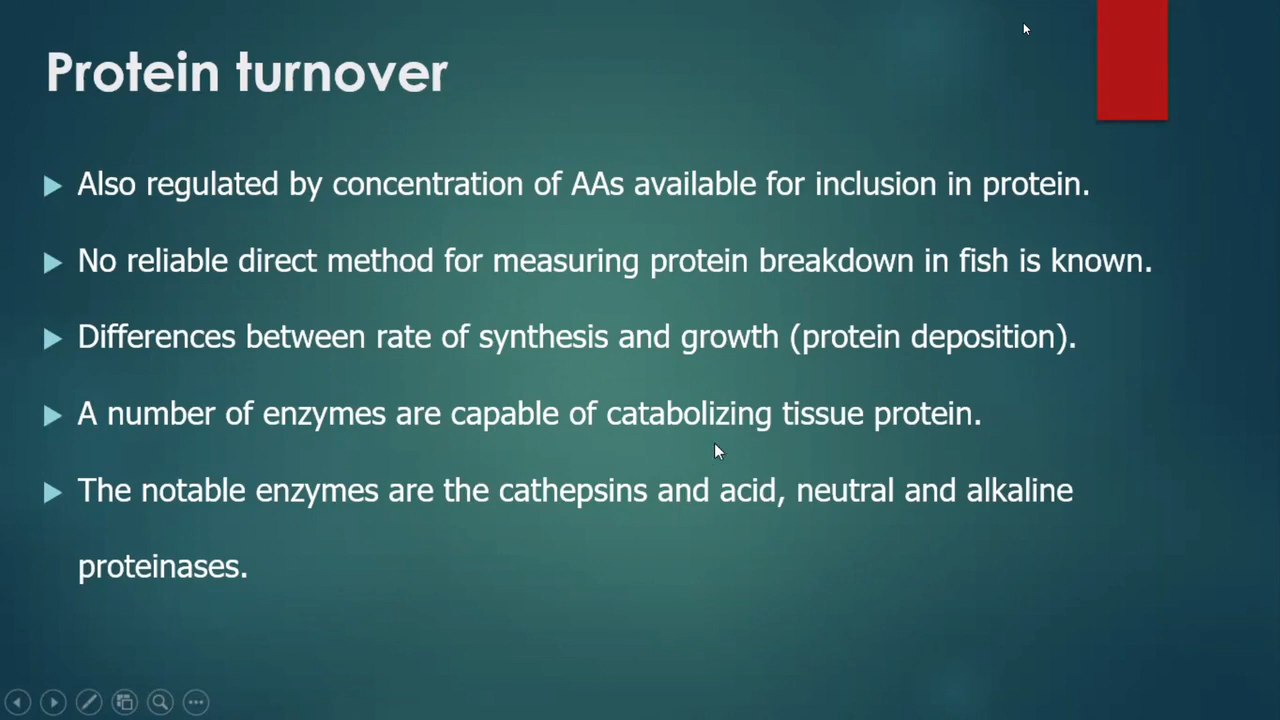 Protein turnover
Also regulated by concentration of AAs available for inclusion in protein.
No reliable direct method for measuring protein breakdown in fish is known.
Differences between rate of synthesis and growth (protein deposition).
A number of enzymes are capable of catabolizing tissue protein.
The notable enzymes are the cathepsins and acid, neutral and alkaline
proteinases.